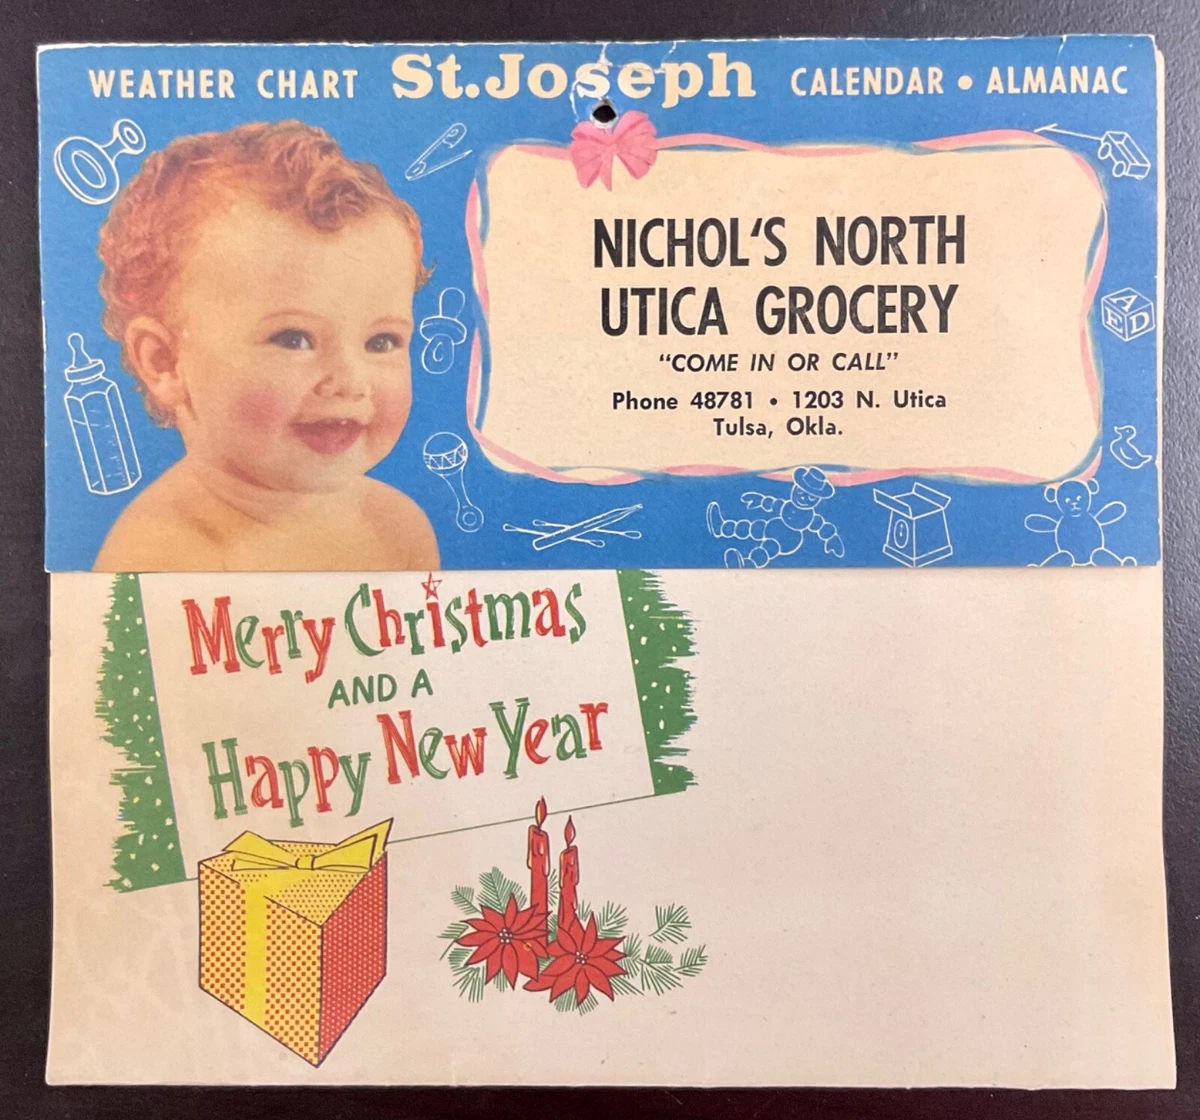 WEATHER CHART St. Joseph CALENDAR • ALMANAC
NICHOL'S NORTH
UTICA GROCERY
"COME IN OR CALL"
Phone 48781 • 1203 N. Utica
Tulsa, Okla.
A
E D
Merry Christmas
AND A
Happy New Year